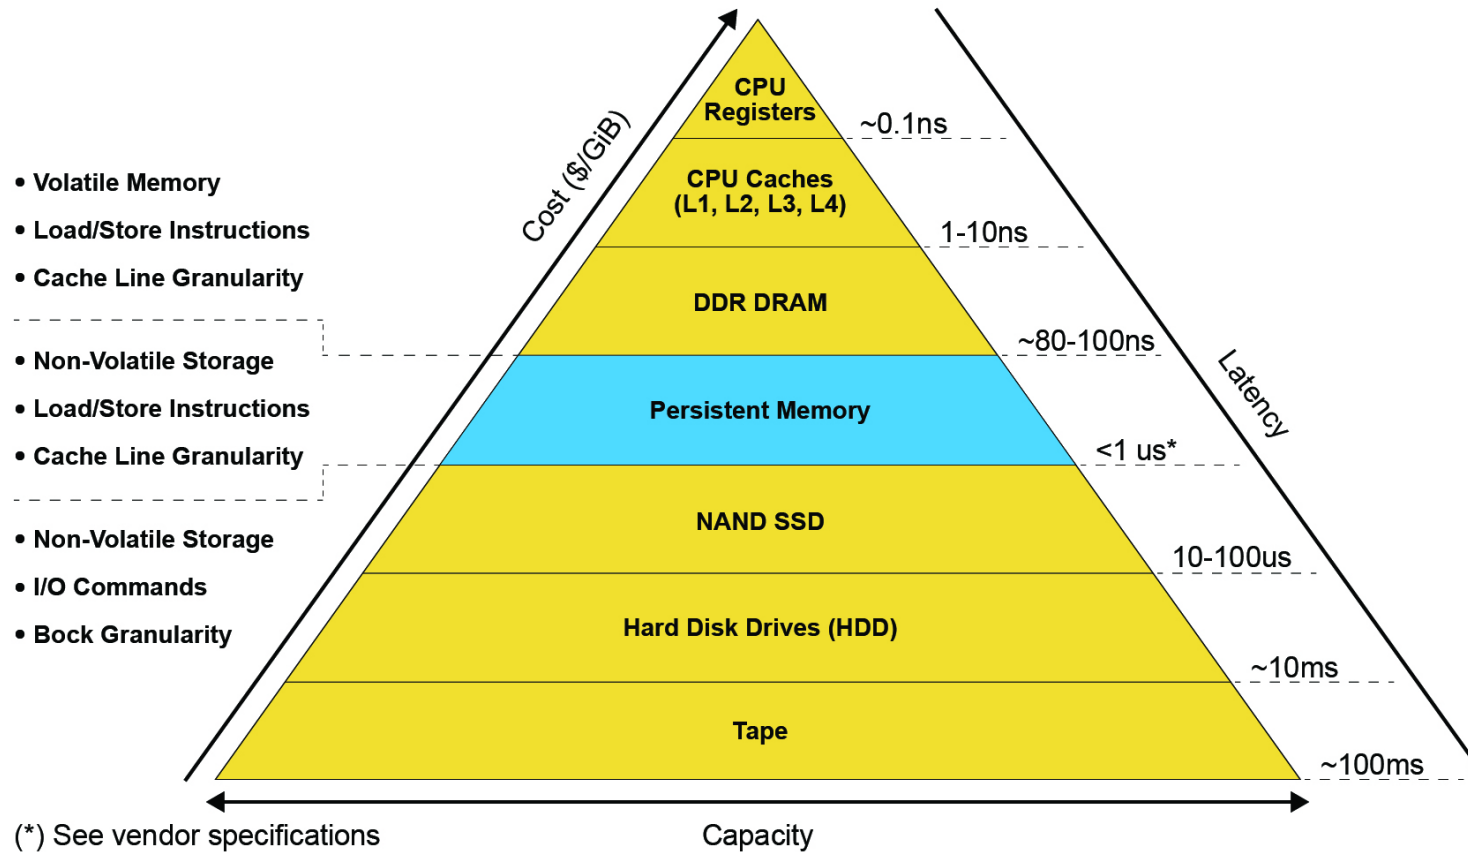 CPU
Registers
~0.1ns
CPU Caches
(L1, L2, L3, L4)
1-10ns
DDR DRAM
~80-100ns
Persistent Memory
<1 us*
NAND SSD
10-100us
Hard Disk Drives (HDD)
~10ms
Tape
~100ms
Cost ($/GiB)
Latency
• Volatile Memory
• Load/Store Instructions
• Cache Line Granularity
• Non-Volatile Storage
• Load/Store Instructions
• Cache Line Granularity
• Non-Volatile Storage
• I/O Commands
• Bock Granularity
(*) See vendor specifications
Capacity